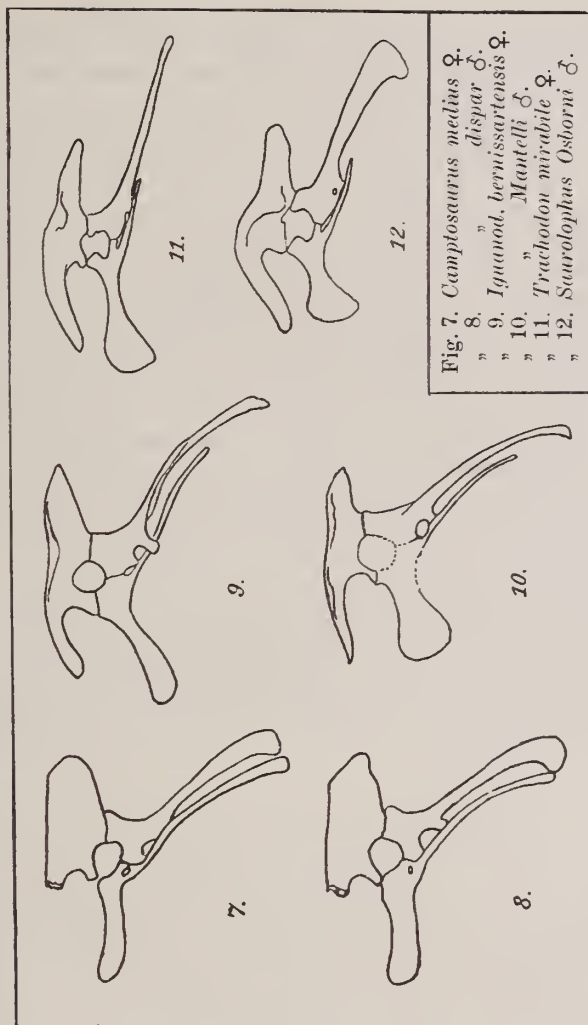 11.
12.
9.
10.
7.
8.
Fig. 7. Camptosaurus medius ♀.
„ 8. „ dispar ♂.
„ 9. Iguanod. bernissartensis ♀.
„ 10. „ Mantelli ♂.
„ 11. Trachodon mirabile ♀.
„ 12. Saurolophus Osborni ♂.